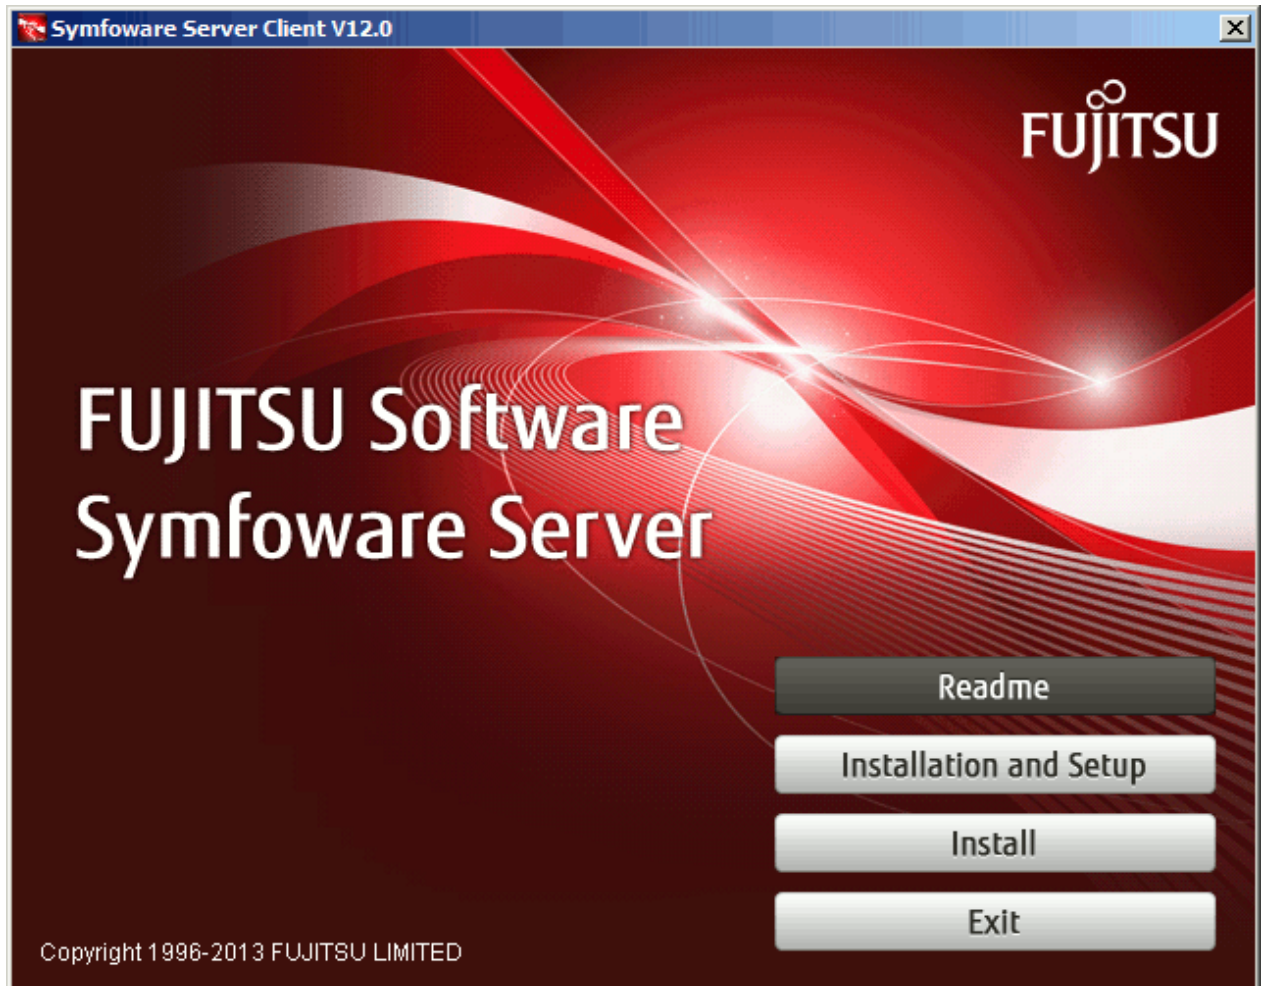 Symfoware Server Client V12.0
FUJITSU
FUJITSU Software
Symfoware Server
Readme
Installation and Setup
Install
Exit
Copyright 1996-2013 FUJITSU LIMITED